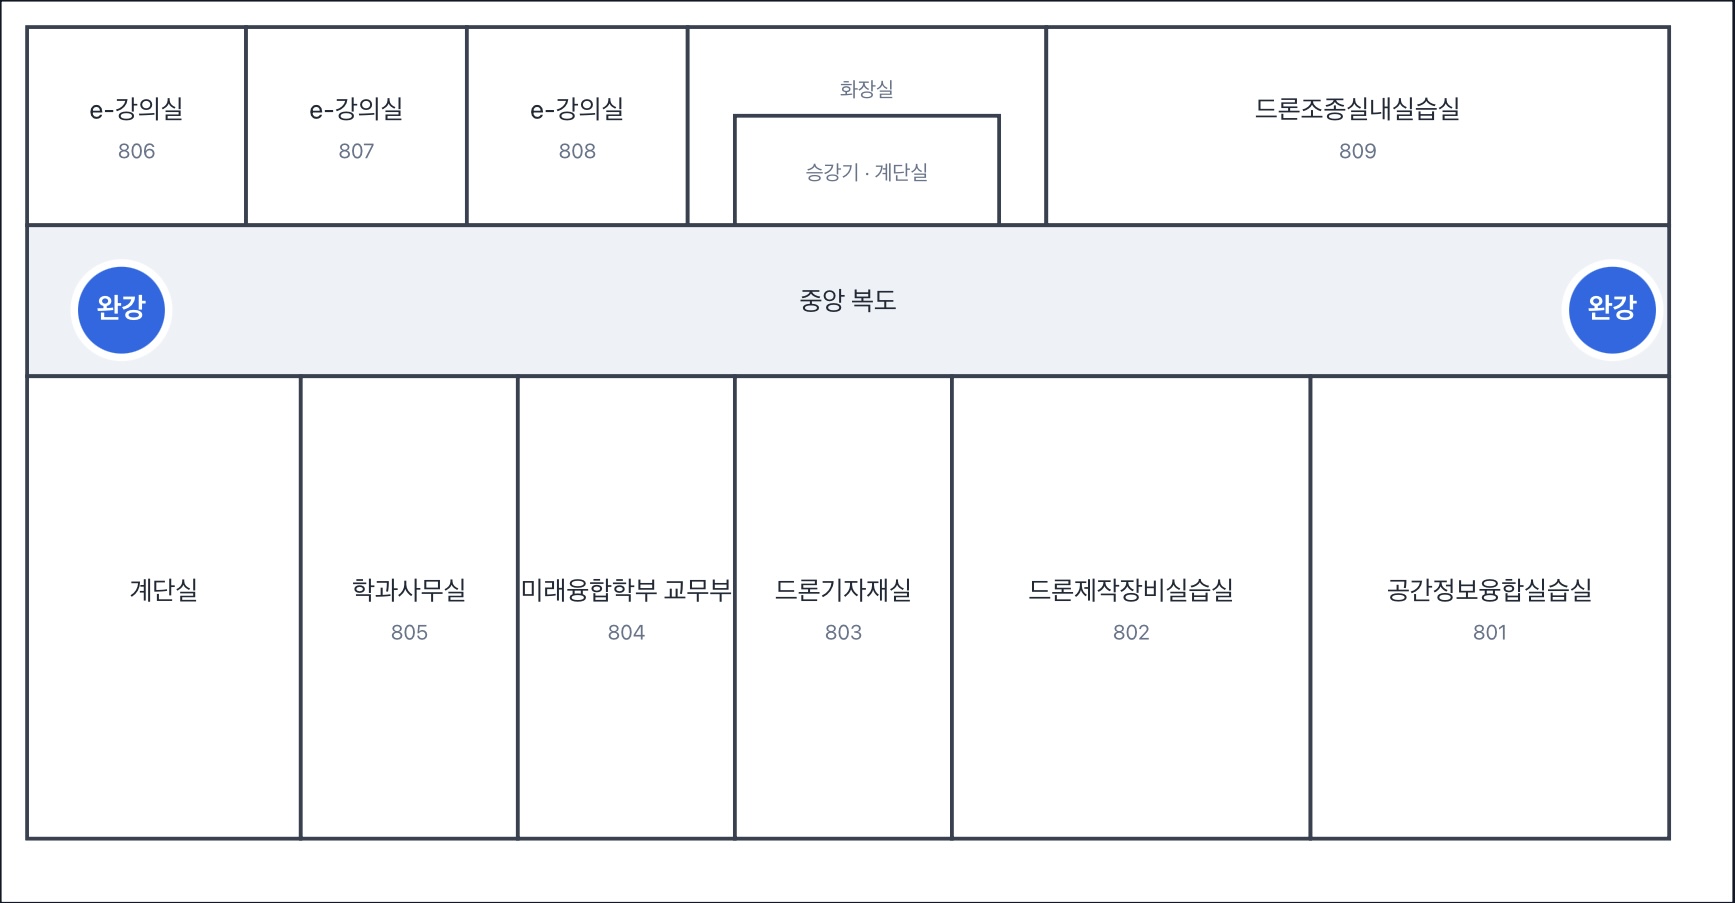 e-강의실
806
e-강의실
807
e-강의실
808
화장실
승강기 · 계단실
드론조종실내실습실
809
완강
중앙 복도
완강
계단실
학과사무실
805
미래융합학부 교무부
804
드론기자재실
803
드론제작장비실습실
802
공간정보융합실습실
801